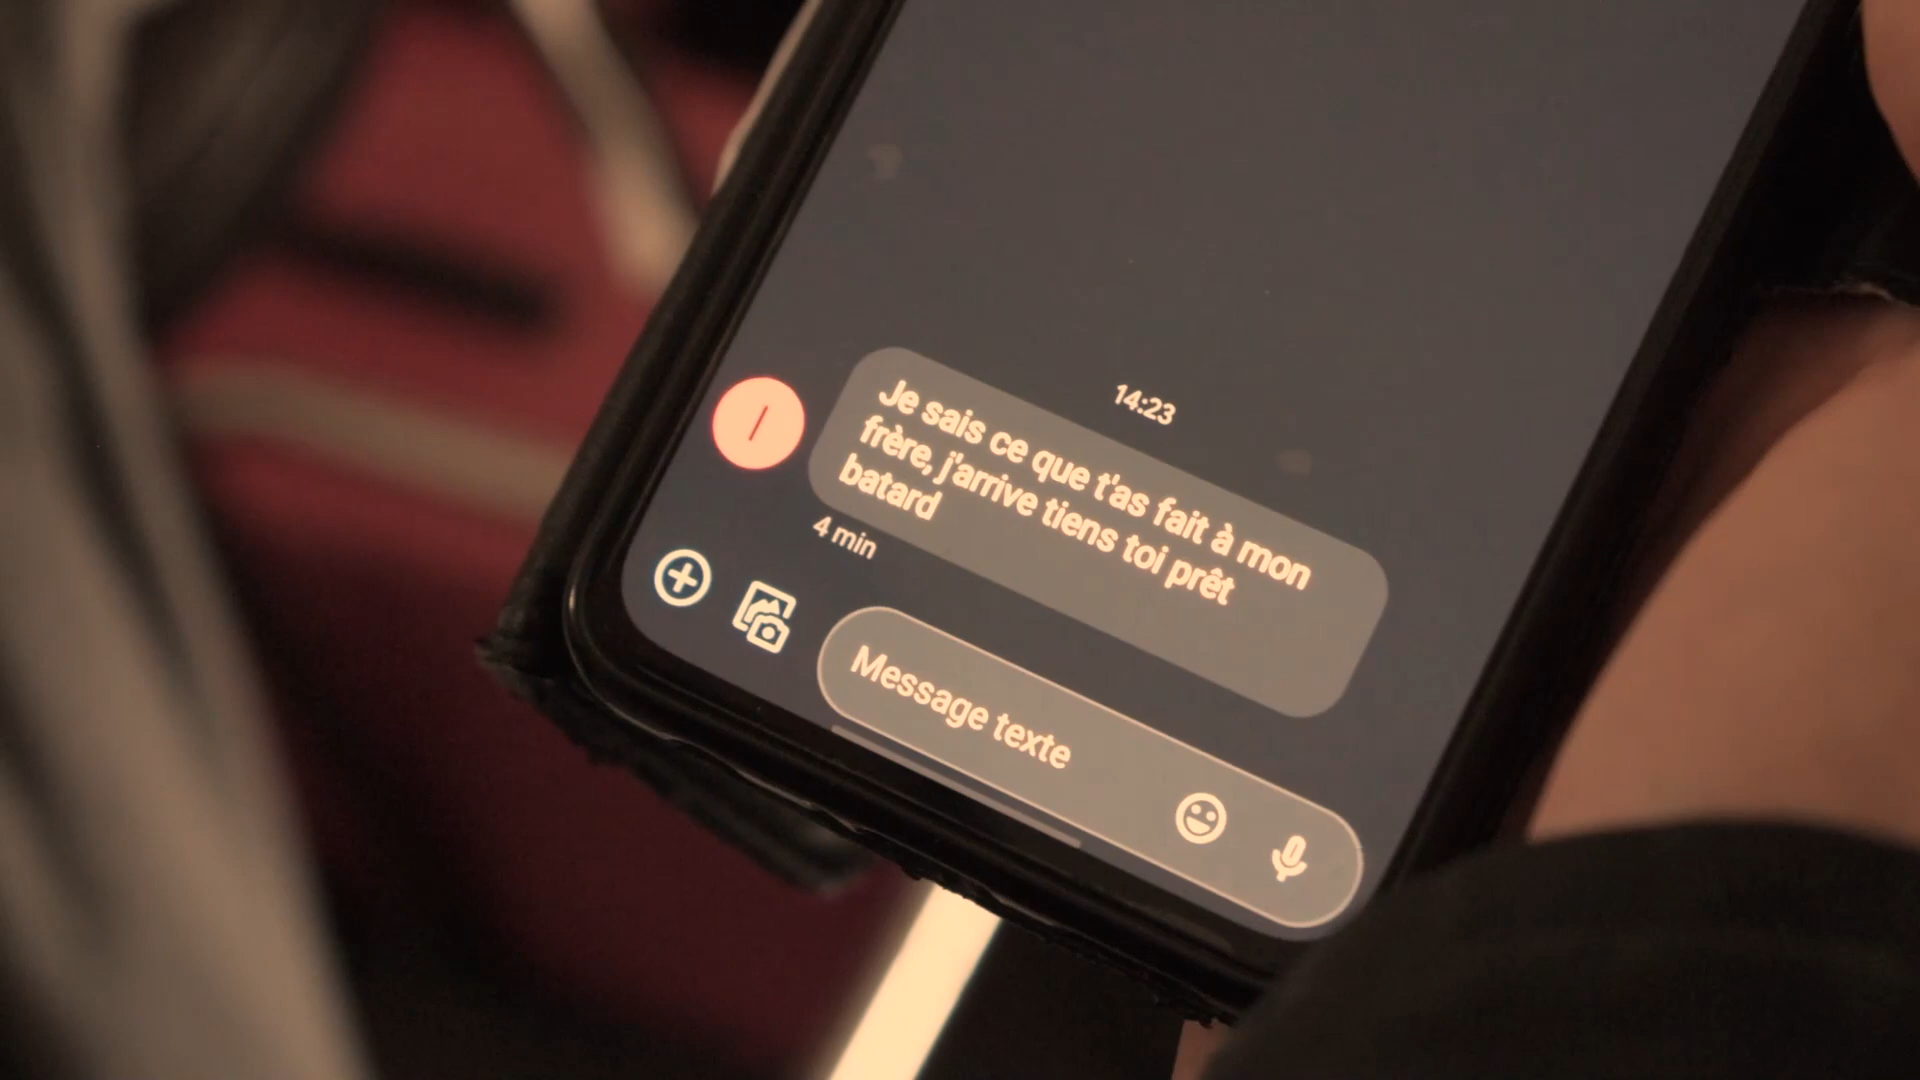 14:23
I
Je sais ce que t'as fait à mon
frère, j'arrive tiens toi prêt
batard
4 min
Message texte